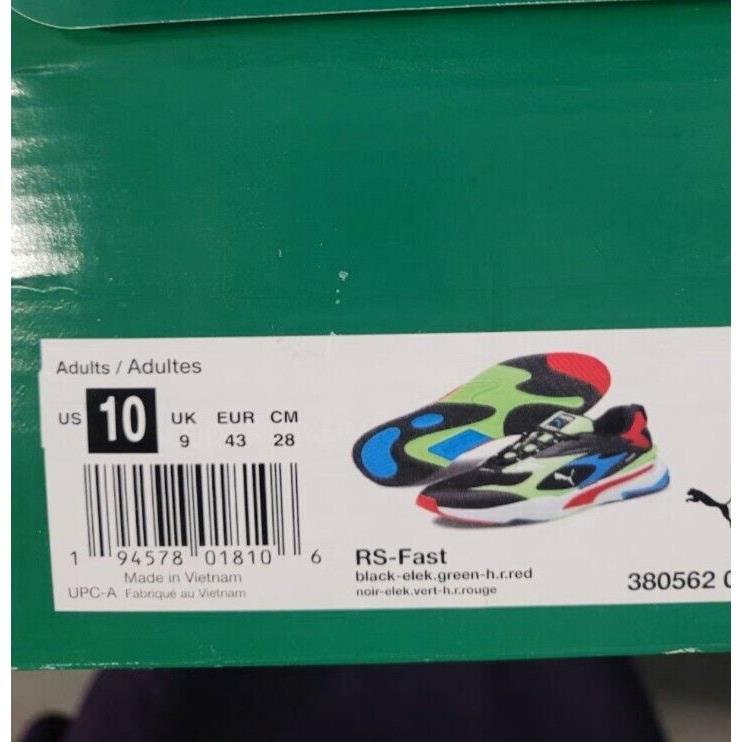 Adults / Adultes
US 10 UK 9 EUR 43 CM 28
1 94578 01810 6
Made in Vietnam
UPC-A Fabriqué au Vietnam
RS-Fast
black-elek.green-h.r.red
noir-elek.vert-h.r.rouge
380562